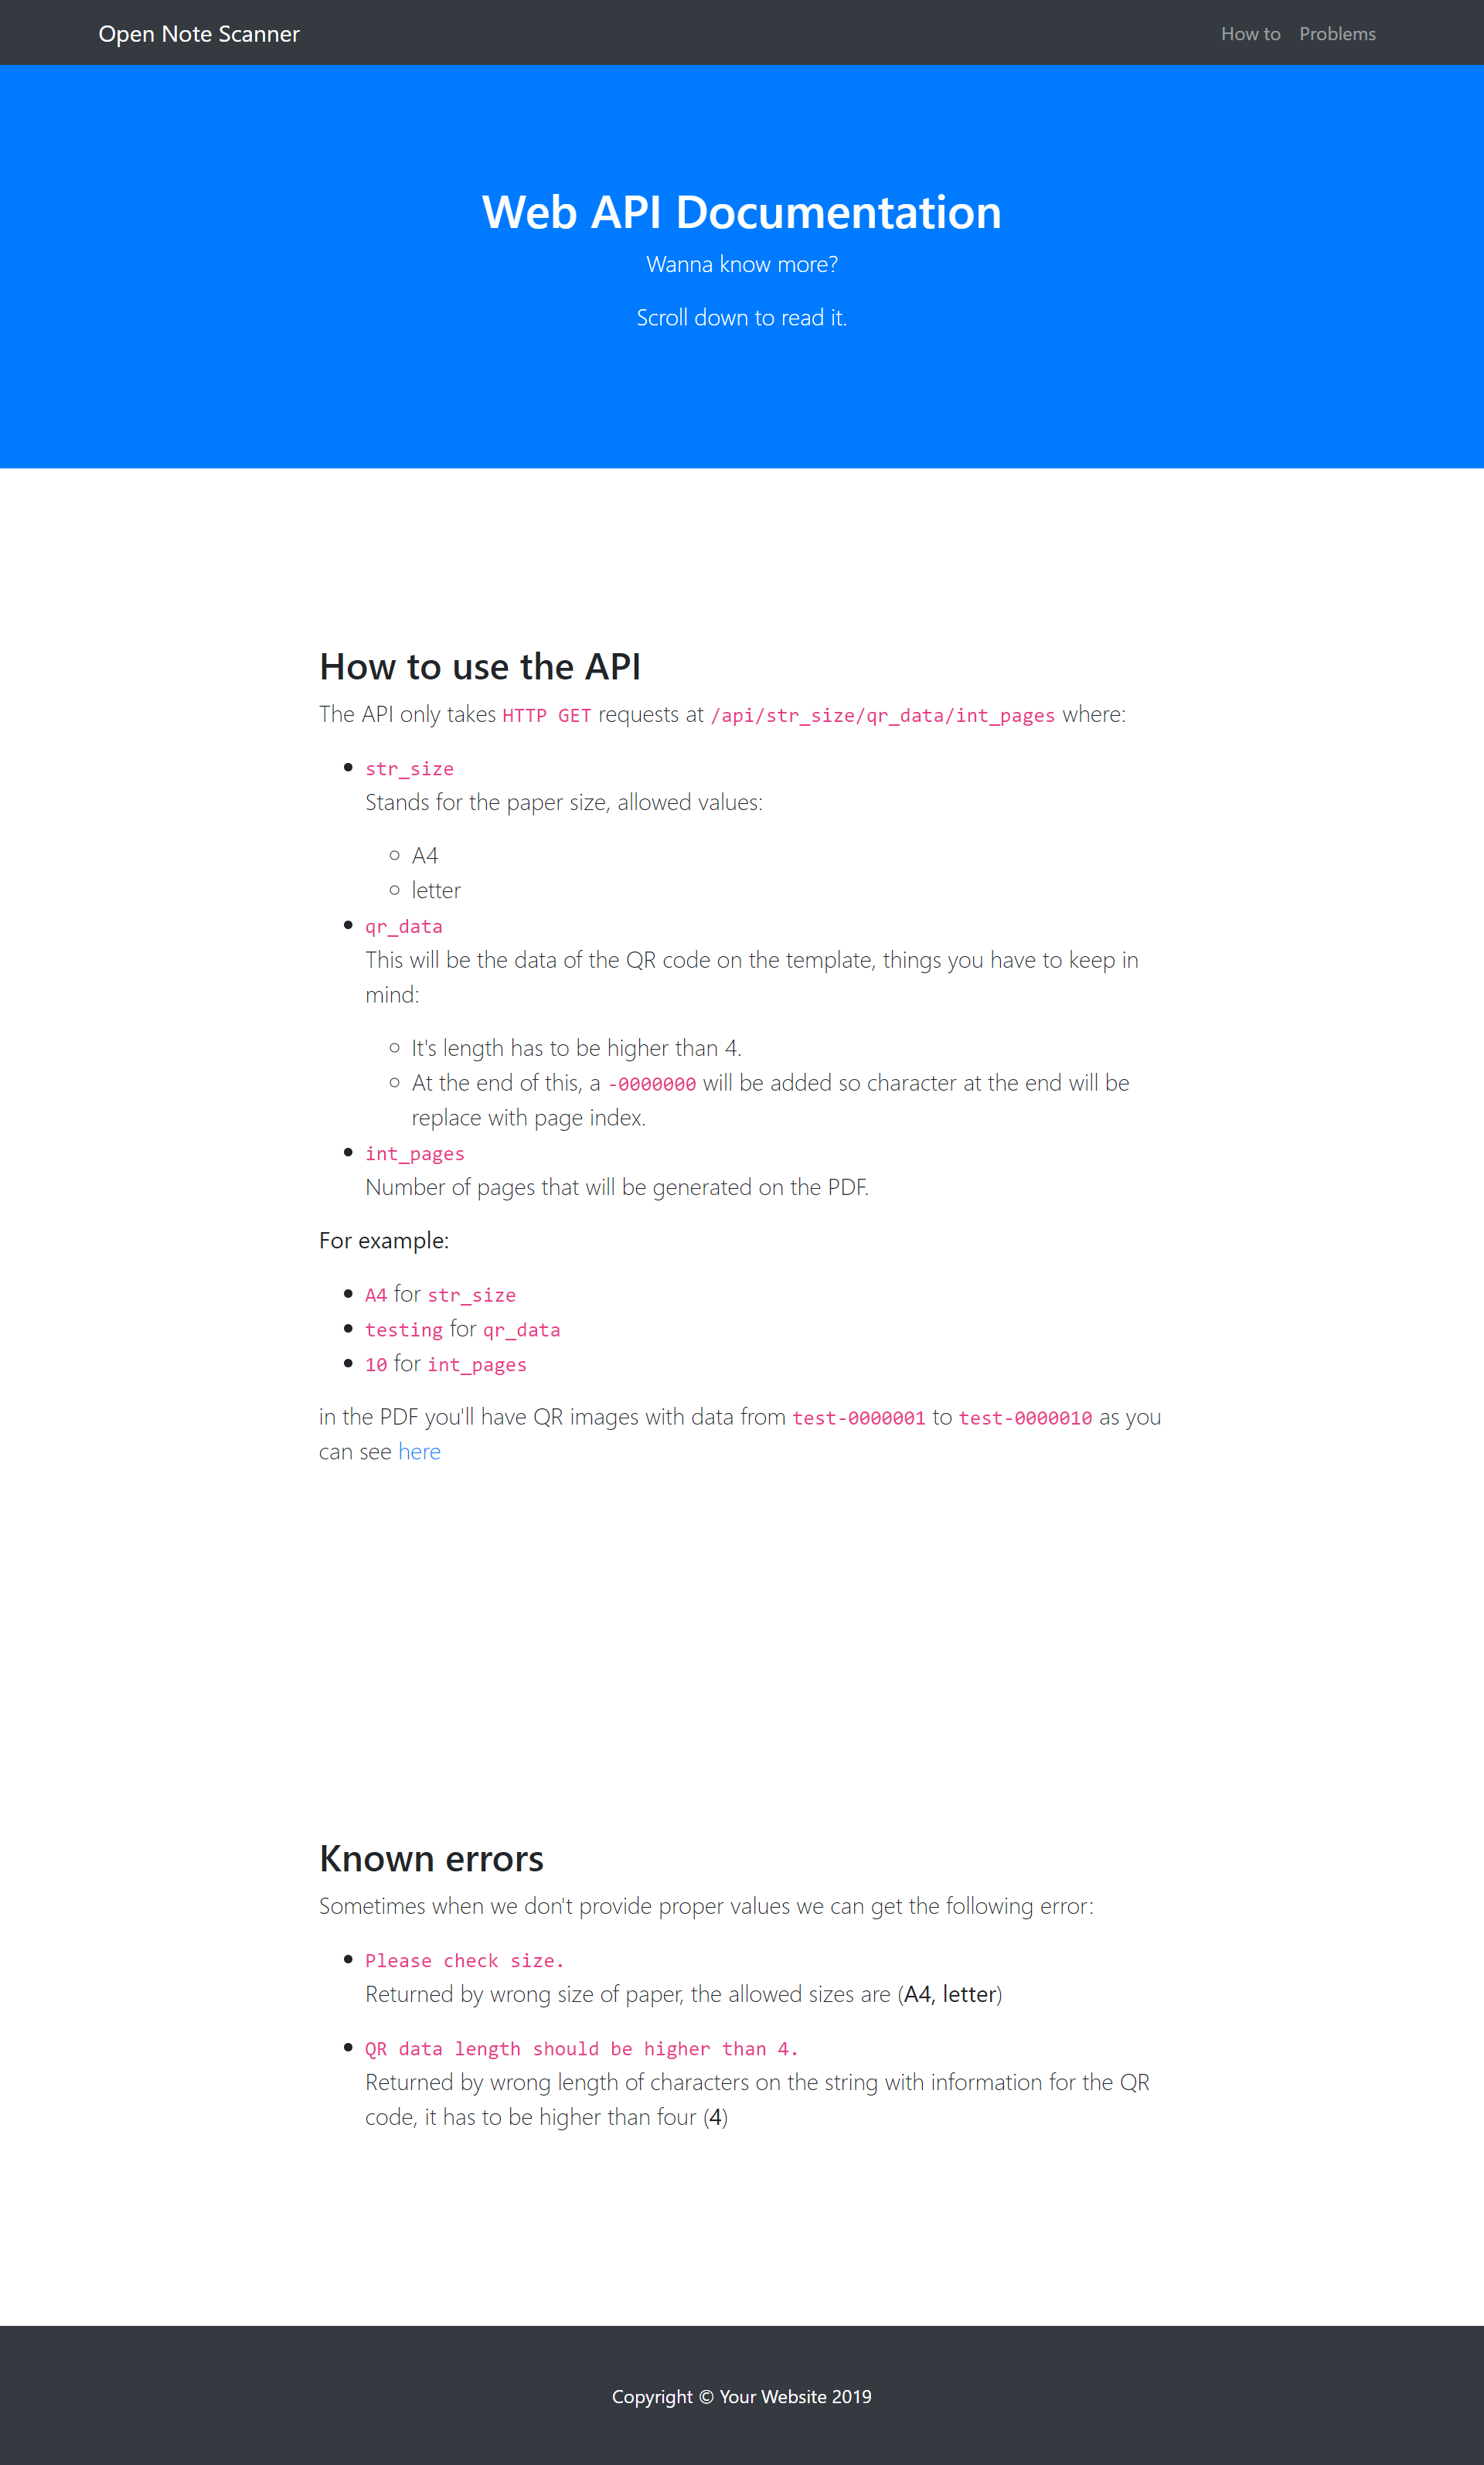 Open Note Scanner
How to
Problems
Web API Documentation
Wanna know more?
Scroll down to read it.
How to use the API
The API only takes HTTP GET requests at /api/str_size/qr_data/int_pages where:
str_size
Stands for the paper size, allowed values:
A4
letter
qr_data
This will be the data of the QR code on the template, things you have to keep in
mind:
It's length has to be higher than 4.
At the end of this, a -0000000 will be added so character at the end will be
replace with page index.
int_pages
Number of pages that will be generated on the PDF.
For example:
A4 for str_size
testing for qr_data
10 for int_pages
in the PDF you'll have QR images with data from test-0000001 to test-0000010 as you
can see here
Known errors
Sometimes when we don't provide proper values we can get the following error:
Please check size.
Returned by wrong size of paper, the allowed sizes are (A4, letter)
QR data length should be higher than 4.
Returned by wrong length of characters on the string with information for the QR
code, it has to be higher than four (4)
Copyright © Your Website 2019